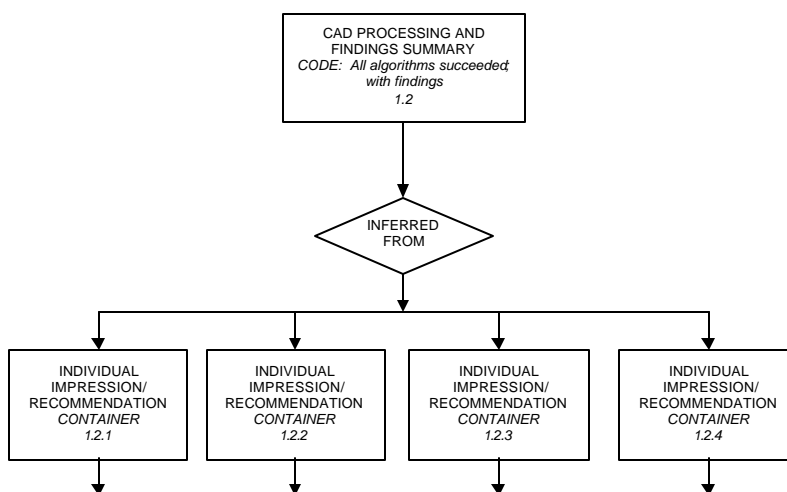 CAD PROCESSING AND
FINDINGS SUMMARY
CODE: All algorithms succeeded;
with findings
1.2
INFERRED
FROM
INDIVIDUAL
IMPRESSION/
RECOMMENDATION
CONTAINER
1.2.1
INDIVIDUAL
IMPRESSION/
RECOMMENDATION
CONTAINER
1.2.2
INDIVIDUAL
IMPRESSION/
RECOMMENDATION
CONTAINER
1.2.3
INDIVIDUAL
IMPRESSION/
RECOMMENDATION
CONTAINER
1.2.4